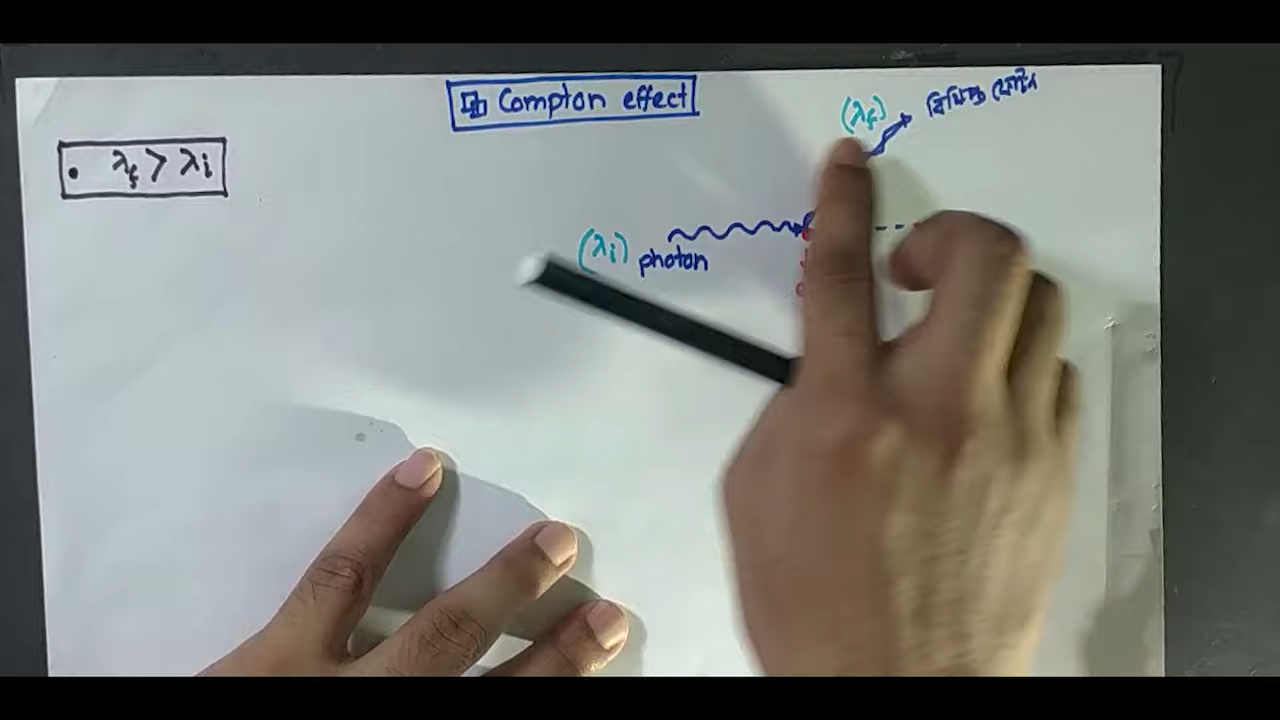 Compton effect
(λf) বিক্ষিপ্ত ফোটন
• λf > λi
(λi) photon